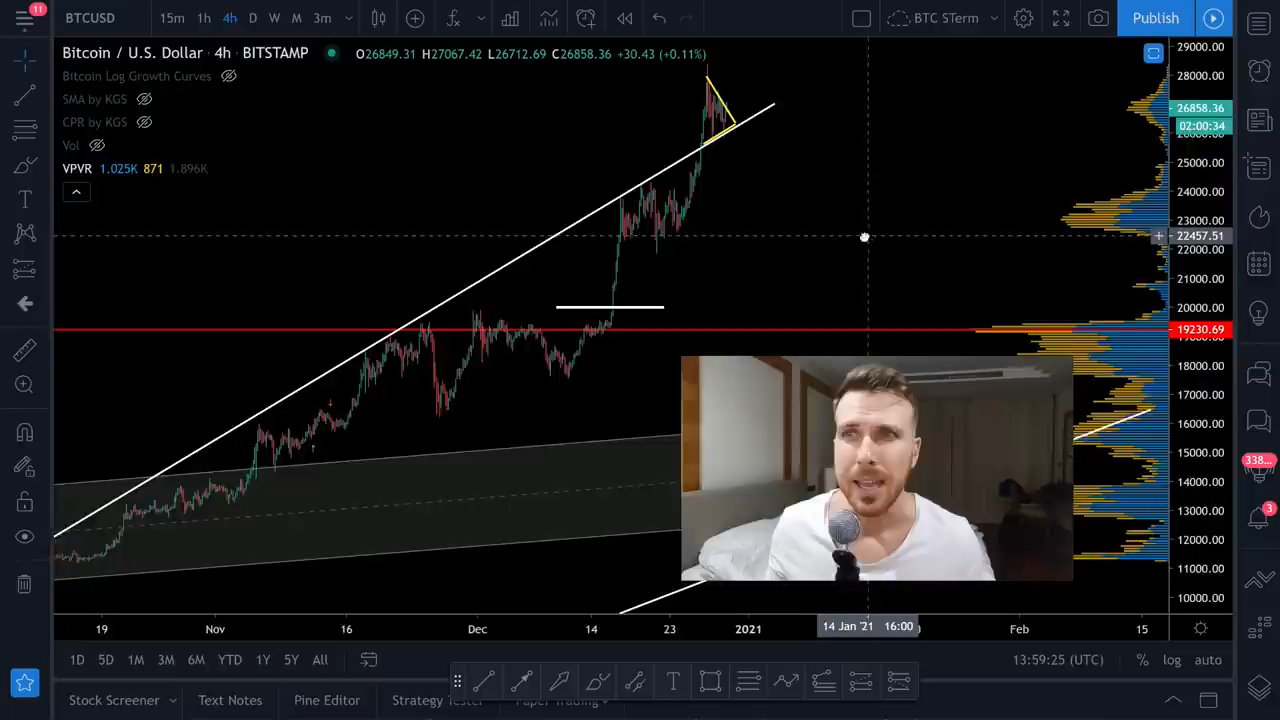 11
BTCUSD 15m 1h 4h D W M 3m BTC STerm Publish
Bitcoin / U.S. Dollar · 4h · BITSTAMP O26849.31 H27067.42 L26712.69 C26858.36 +30.43 (+0.11%)
Bitcoin Log Growth Curves
SMA by KGS
CPR by KGS
Vol
VPVR 1.025K 871 1.896K
29000.00
28000.00
26858.36
02:00:34
25000.00
24000.00
23000.00
22457.51
22000.00
21000.00
20000.00
19230.69
18000.00
17000.00
16000.00
15000.00
14000.00
13000.00
12000.00
11000.00
10000.00
338...
3
19 Nov 16 Dec 14 23 2021 14 Jan '21 16:00 Feb 15
1D 5D 1M 3M 6M YTD 1Y 5Y All 13:59:25 (UTC) % log auto
Stock Screener Text Notes Pine Editor Strategy Tester Paper Trading